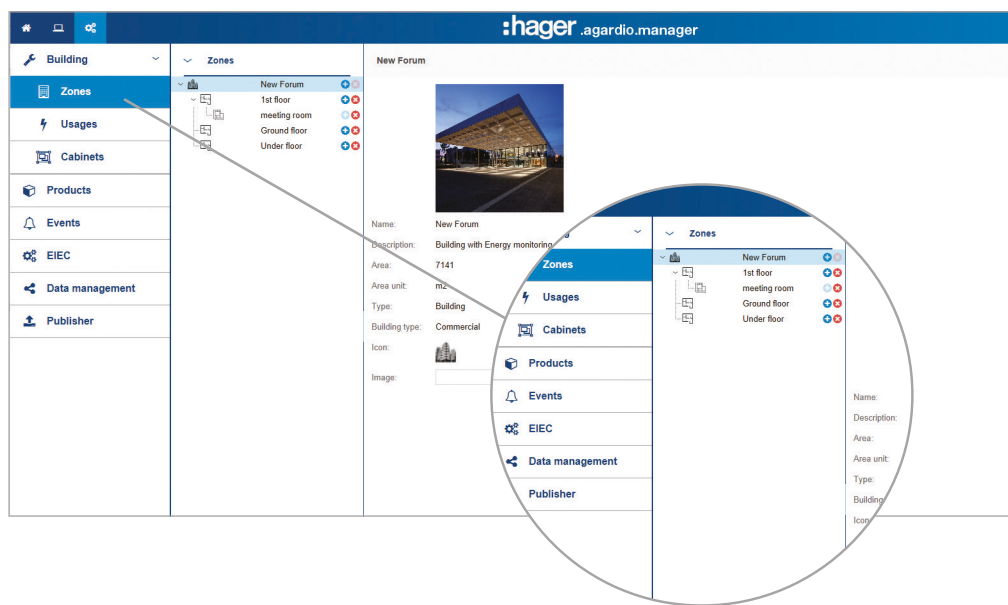 :hager .agardio.manager
Building
Zones
Usages
Cabinets
Products
Events
EIEC
Data management
Publisher
Zones
New Forum
1st floor
meeting room
Ground floor
Under floor
New Forum
Name: New Forum
Description: Building with Energy monitoring
Area: 7141
Area unit: m2
Type: Building
Building type: Commercial
Icon:
Image:
Zones
Usages
Cabinets
Products
Events
EIEC
Data management
Publisher
Zones
New Forum
1st floor
meeting room
Ground floor
Under floor
Name:
Description:
Area:
Area unit:
Type:
Building
Icon